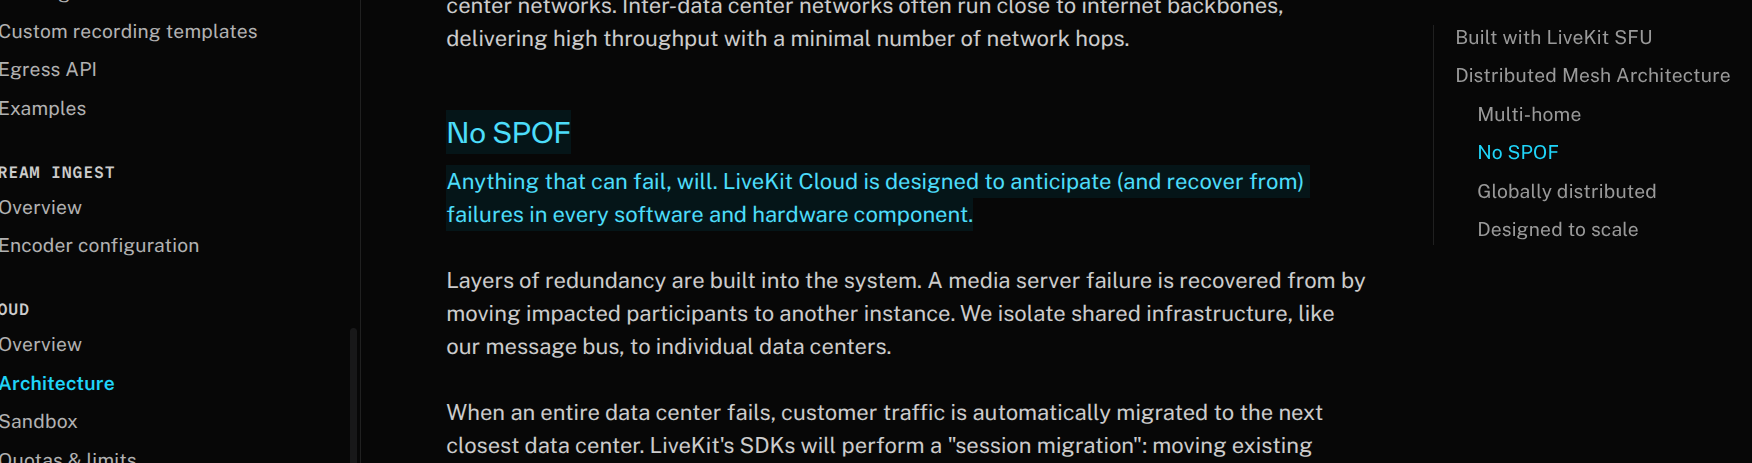 Custom recording templates
Egress API
Examples
REAM INGEST
Overview
Encoder configuration
OUD
Overview
Architecture
Sandbox
Quotas & limits
center networks. Inter-data center networks often run close to internet backbones,
delivering high throughput with a minimal number of network hops.
No SPOF
Anything that can fail, will. LiveKit Cloud is designed to anticipate (and recover from)
failures in every software and hardware component.
Layers of redundancy are built into the system. A media server failure is recovered from by
moving impacted participants to another instance. We isolate shared infrastructure, like
our message bus, to individual data centers.
When an entire data center fails, customer traffic is automatically migrated to the next
closest data center. LiveKit's SDKs will perform a "session migration": moving existing
Built with LiveKit SFU
Distributed Mesh Architecture
Multi-home
No SPOF
Globally distributed
Designed to scale